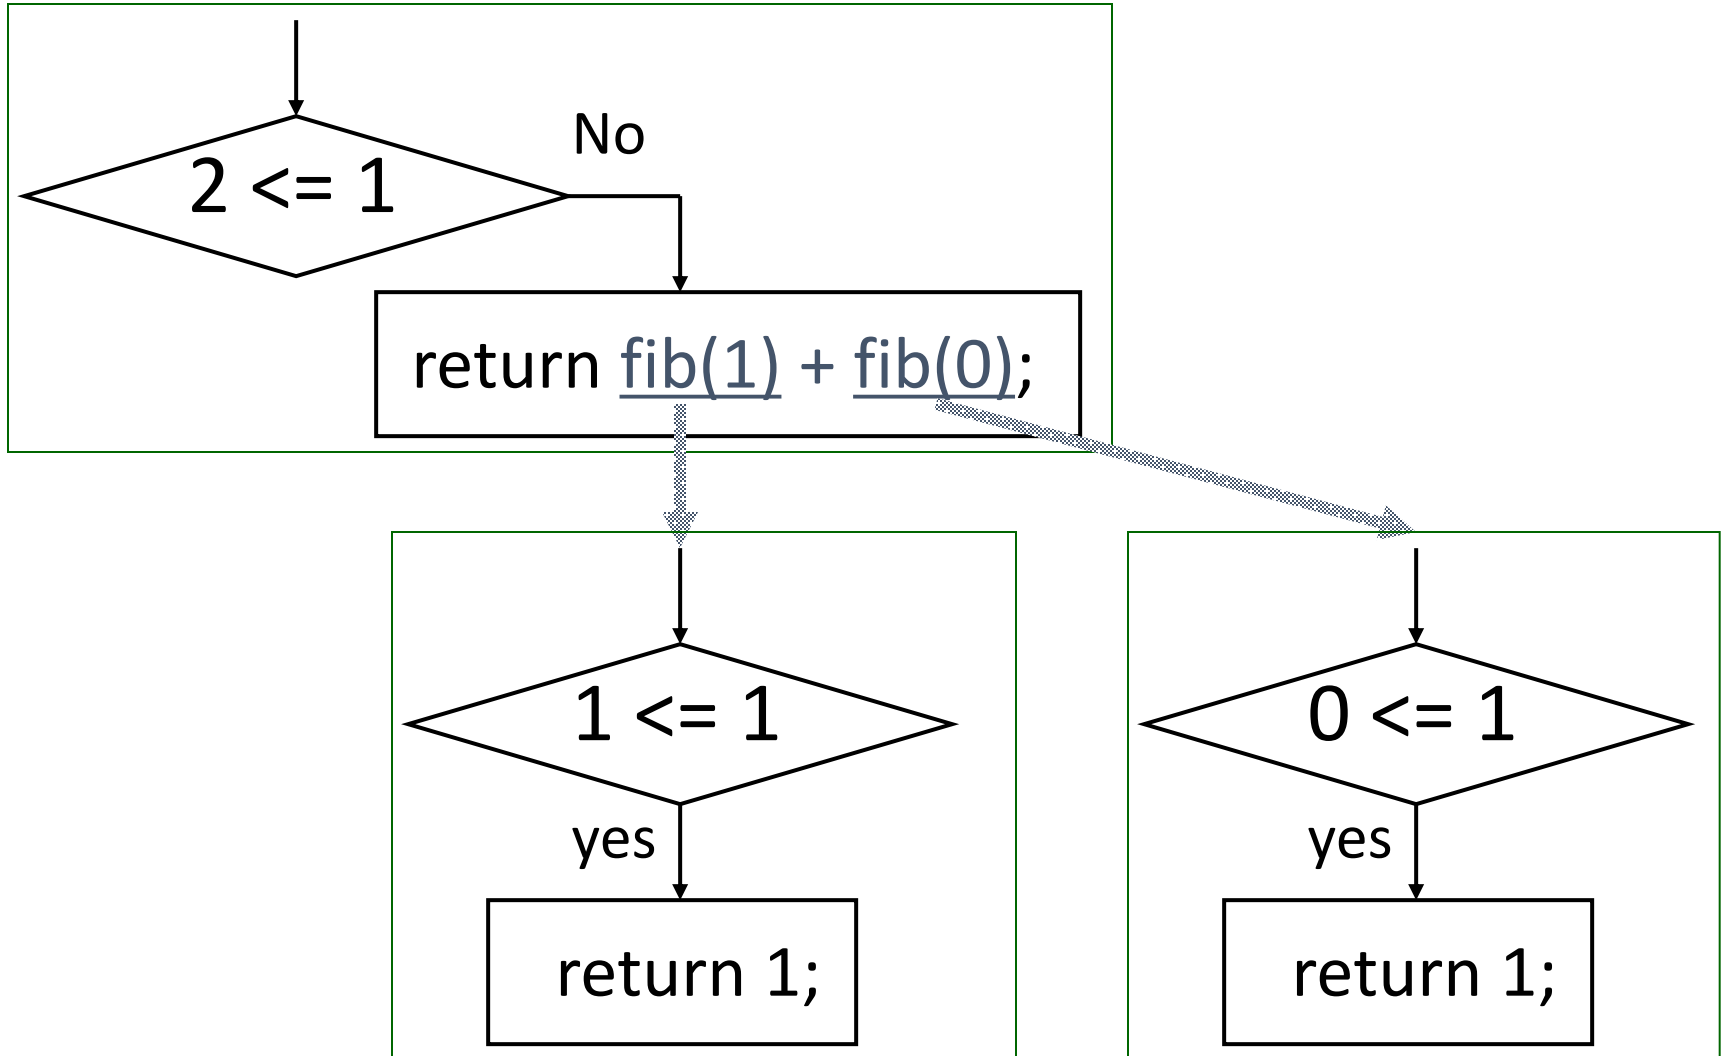 No
2 <= 1
return fib(1) + fib(0);
1 <= 1
0 <= 1
yes
yes
return 1;
return 1;